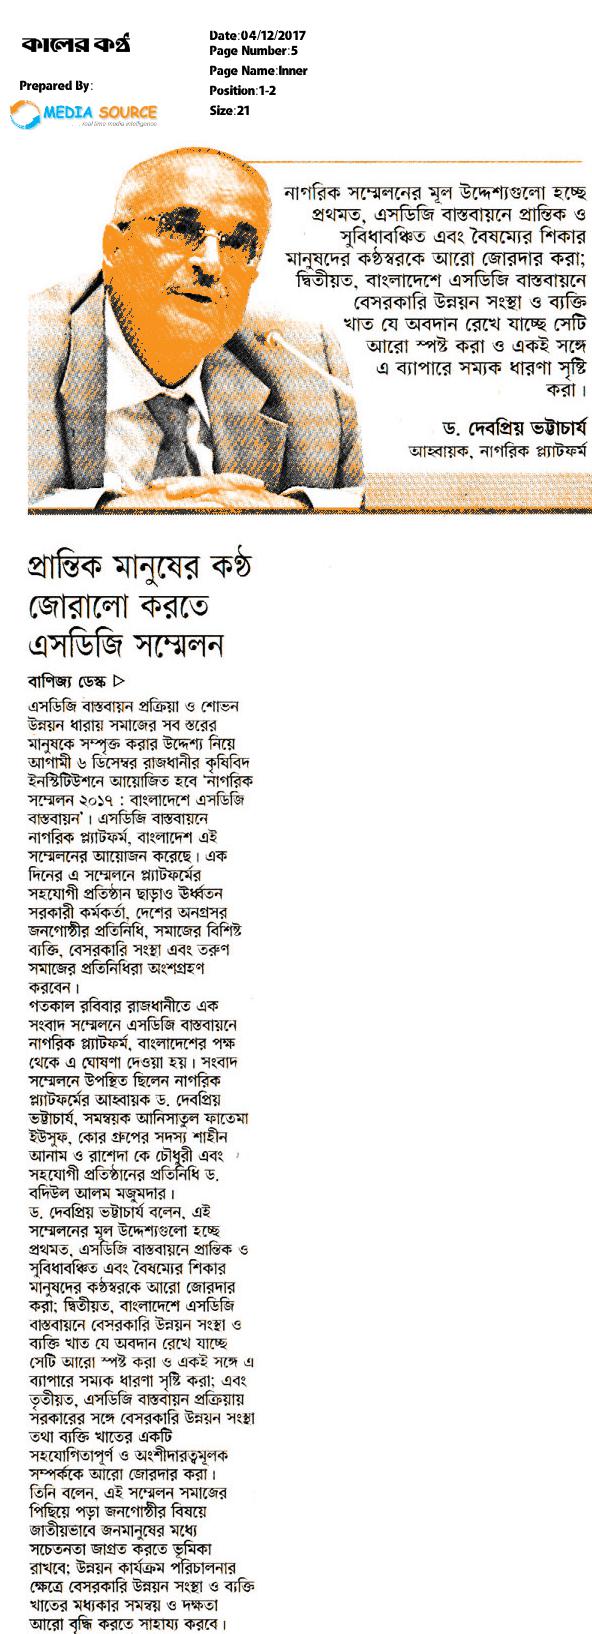 কালের কণ্ঠ
Date:04/12/2017
Page Number:5
Page Name:Inner
Position:1-2
Size:21
Prepared By:
MEDIA SOURCE
real time media intelligence
নাগরিক সম্মেলনের মূল উদ্দেশ্যগুলো হচ্ছে
প্রথমত, এসডিজি বাস্তবায়নে প্রান্তিক ও
সুবিধাবঞ্চিত এবং বৈষম্যের শিকার
মানুষদের কণ্ঠস্বরকে আরো জোরদার করা;
দ্বিতীয়ত, বাংলাদেশে এসডিজি বাস্তবায়নে
বেসরকারি উন্নয়ন সংস্থা ও ব্যক্তি
খাত যে অবদান রেখে যাচ্ছে সেটি
আরো স্পষ্ট করা ও একই সঙ্গে
এ ব্যাপারে সম্যক ধারণা সৃষ্টি
করা।
ড. দেবপ্রিয় ভট্টাচার্য
আহ্বায়ক, নাগরিক প্ল্যাটফর্ম
প্রান্তিক মানুষের কণ্ঠ
জোরালো করতে
এসডিজি সম্মেলন
বাণিজ্য ডেস্ক ▷
এসডিজি বাস্তবায়ন প্রক্রিয়া ও শোভন
উন্নয়ন ধারায় সমাজের সব স্তরের
মানুষকে সম্পৃক্ত করার উদ্দেশ্য নিয়ে
আগামী ৬ ডিসেম্বর রাজধানীর কৃষিবিদ
ইনস্টিটিউশনে আয়োজিত হবে 'নাগরিক
সম্মেলন ২০১৭ : বাংলাদেশে এসডিজি
বাস্তবায়ন'। এসডিজি বাস্তবায়নে
নাগরিক প্ল্যাটফর্ম, বাংলাদেশ এই
সম্মেলনের আয়োজন করেছে। এক
দিনের এ সম্মেলনে প্ল্যাটফর্মের
সহযোগী প্রতিষ্ঠান ছাড়াও ঊর্ধ্বতন
সরকারী কর্মকর্তা, দেশের অনগ্রসর
জনগোষ্ঠীর প্রতিনিধি, সমাজের বিশিষ্ট
ব্যক্তি, বেসরকারি সংস্থা এবং তরুণ
সমাজের প্রতিনিধিরা অংশগ্রহণ
করবেন।
গতকাল রবিবার রাজধানীতে এক
সংবাদ সম্মেলনে এসডিজি বাস্তবায়নে
নাগরিক প্ল্যাটফর্ম, বাংলাদেশের পক্ষ
থেকে এ ঘোষণা দেওয়া হয়। সংবাদ
সম্মেলনে উপস্থিত ছিলেন নাগরিক
প্ল্যাটফর্মের আহ্বায়ক ড. দেবপ্রিয়
ভট্টাচার্য, সমন্বয়ক আনিসাতুল ফাতেমা
ইউসুফ, কোর গ্রুপের সদস্য শাহীন
আনাম ও রাশেদা কে চৌধুরী এবং
সহযোগী প্রতিষ্ঠানের প্রতিনিধি ড.
বদিউল আলম মজুমদার।
ড. দেবপ্রিয় ভট্টাচার্য বলেন, এই
সম্মেলনের মূল উদ্দেশ্যগুলো হচ্ছে
প্রথমত, এসডিজি বাস্তবায়নে প্রান্তিক ও
সুবিধাবঞ্চিত এবং বৈষম্যের শিকার
মানুষদের কণ্ঠস্বরকে আরো জোরদার
করা; দ্বিতীয়ত, বাংলাদেশে এসডিজি
বাস্তবায়নে বেসরকারি উন্নয়ন সংস্থা ও
ব্যক্তি খাত যে অবদান রেখে যাচ্ছে
সেটি আরো স্পষ্ট করা ও একই সঙ্গে এ
ব্যাপারে সম্যক ধারণা সৃষ্টি করা; এবং
তৃতীয়ত, এসডিজি বাস্তবায়ন প্রক্রিয়ায়
সরকারের সঙ্গে বেসরকারি উন্নয়ন সংস্থা
তথা ব্যক্তি খাতের একটি
সহযোগিতাপূর্ণ ও অংশীদারত্বমূলক
সম্পর্ককে আরো জোরদার করা।
তিনি বলেন, এই সম্মেলন সমাজের
পিছিয়ে পড়া জনগোষ্ঠীর বিষয়ে
জাতীয়ভাবে জনমানুষের মধ্যে
সচেতনতা জাগ্রত করতে ভূমিকা
রাখবে; উন্নয়ন কার্যক্রম পরিচালনার
ক্ষেত্রে বেসরকারি উন্নয়ন সংস্থা ও ব্যক্তি
খাতের মধ্যকার সমন্বয় ও দক্ষতা
আরো বৃদ্ধি করতে সাহায্য করবে।